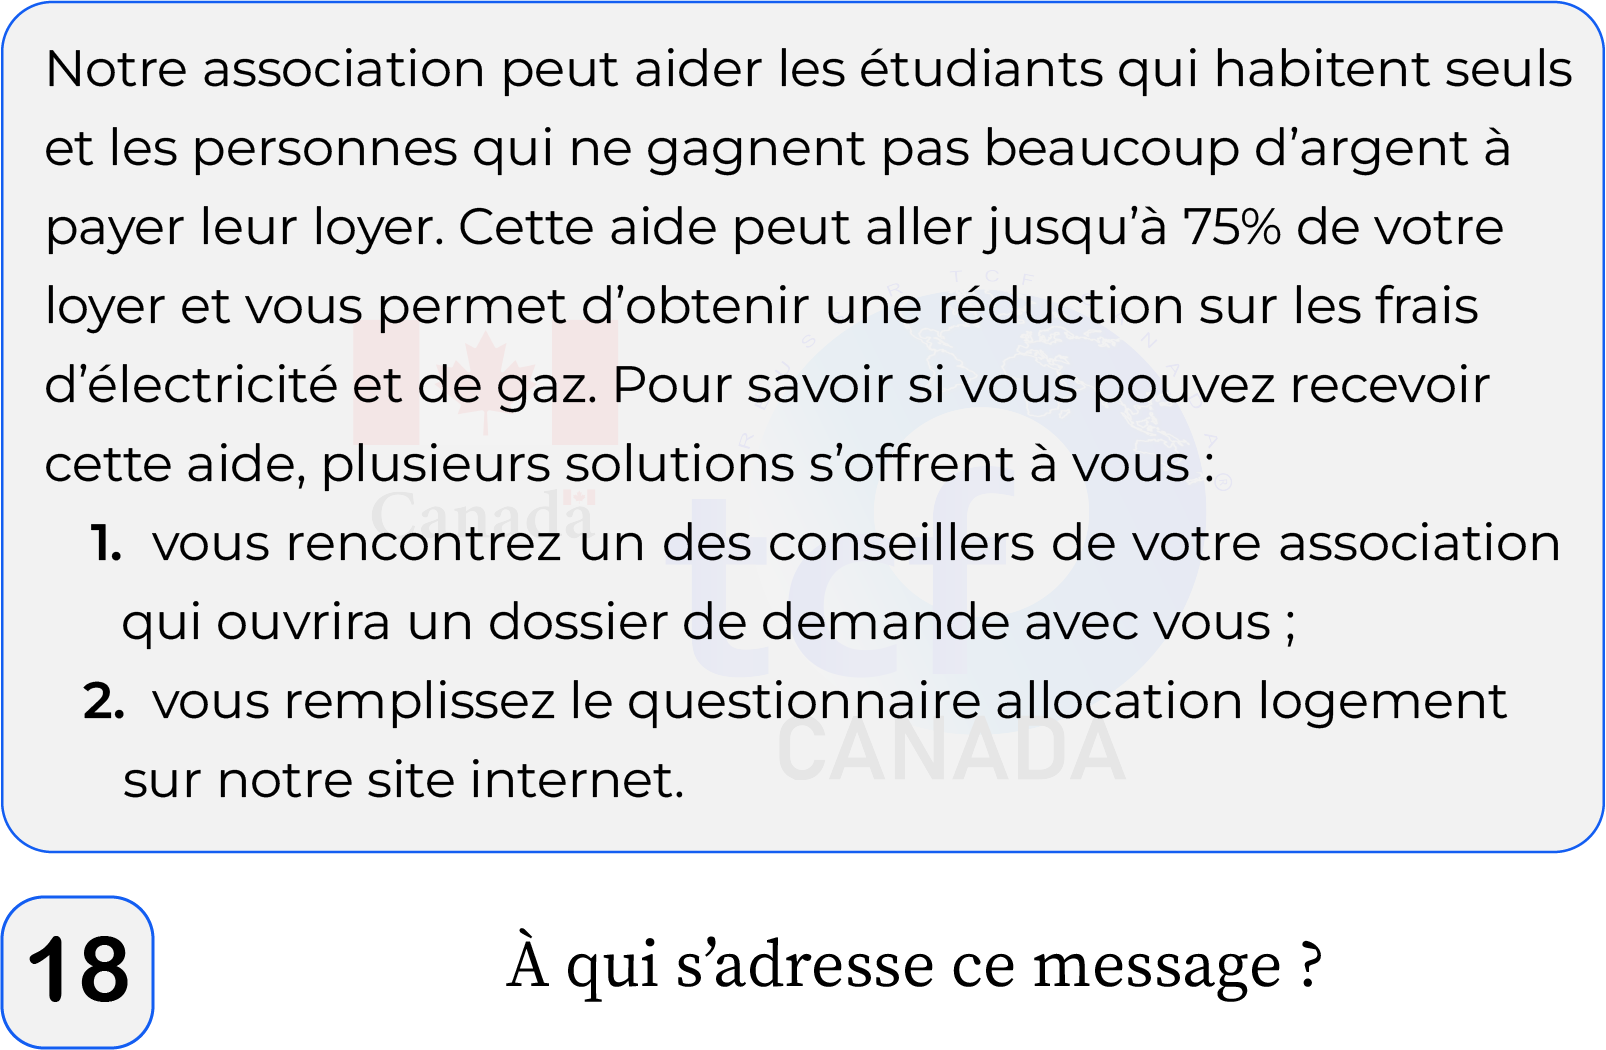 Notre association peut aider les étudiants qui habitent seuls
et les personnes qui ne gagnent pas beaucoup d’argent à
payer leur loyer. Cette aide peut aller jusqu’à 75% de votre
loyer et vous permet d’obtenir une réduction sur les frais
d’électricité et de gaz. Pour savoir si vous pouvez recevoir
cette aide, plusieurs solutions s’offrent à vous :
1. vous rencontrez un des conseillers de votre association
qui ouvrira un dossier de demande avec vous ;
2. vous remplissez le questionnaire allocation logement
sur notre site internet.
Canada
tcf
CANADA
18
À qui s’adresse ce message ?